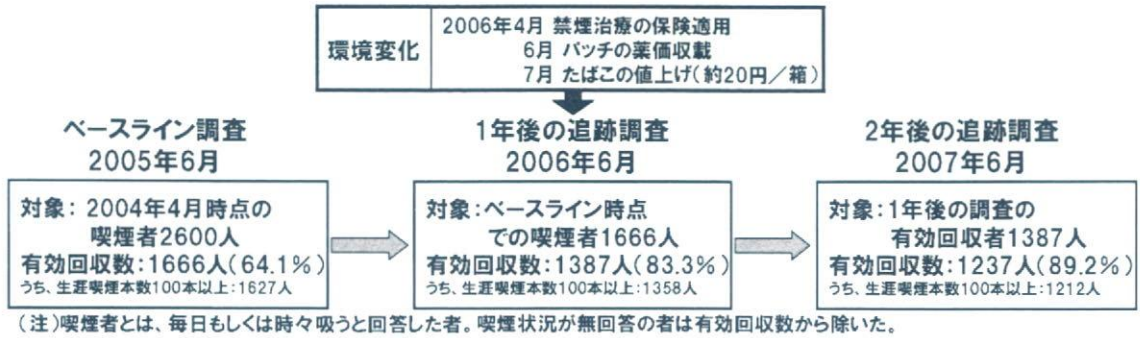 環境変化
2006年4月 禁煙治療の保険適用
6月 パッチの薬価収載
7月 たばこの値上げ(約20円/箱)
ベースライン調査
2005年6月
対象: 2004年4月時点の
喫煙者2600人
有効回収数:1666人(64.1%)
うち、生涯喫煙本数100本以上:1627人
1年後の追跡調査
2006年6月
対象:ベースライン時点
での喫煙者1666人
有効回収数:1387人(83.3%)
うち、生涯喫煙本数100本以上:1358人
2年後の追跡調査
2007年6月
対象:1年後の調査の
有効回収者1387人
有効回収数:1237人(89.2%)
うち、生涯喫煙本数100本以上:1212人
(注)喫煙者とは、毎日もしくは時々吸うと回答した者。喫煙状況が無回答の者は有効回収数から除いた。